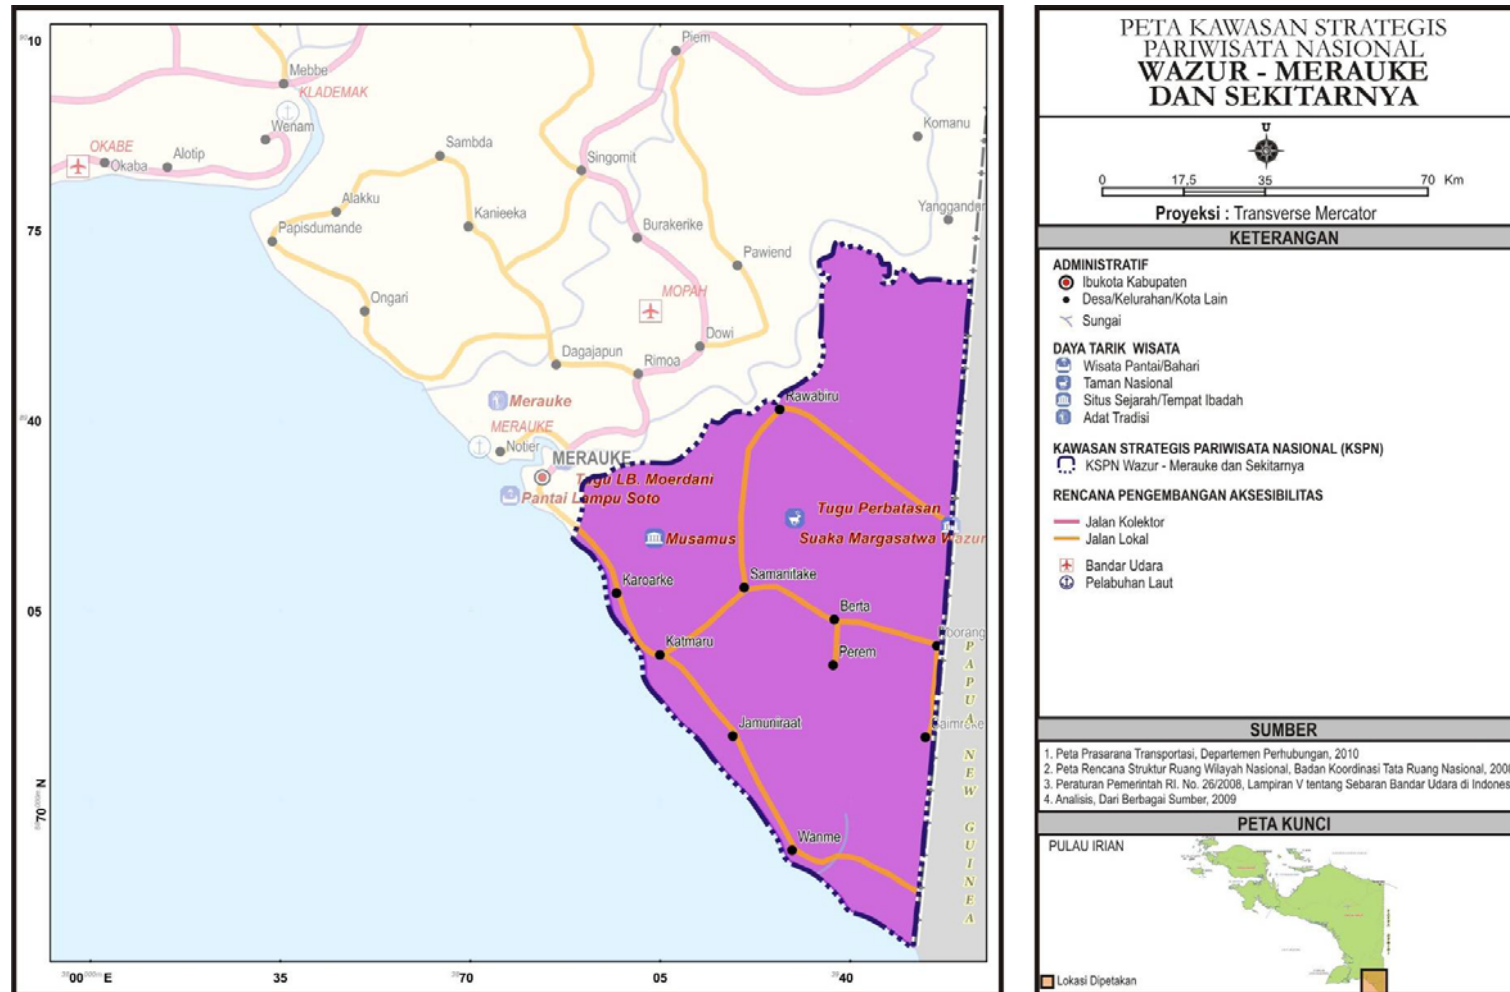 PETA KAWASAN STRATEGIS
PARIWISATA NASIONAL
WAZUR - MERAUKE
DAN SEKITARNYA
U
0 17,5 35 70 Km
Proyeksi : Transverse Mercator
KETERANGAN
ADMINISTRATIF
Ibukota Kabupaten
Desa/Kelurahan/Kota Lain
Sungai
DAYA TARIK WISATA
Wisata Pantai/Bahari
Taman Nasional
Situs Sejarah/Tempat Ibadah
Adat Tradisi
KAWASAN STRATEGIS PARIWISATA NASIONAL (KSPN)
KSPN Wazur - Merauke dan Sekitarnya
RENCANA PENGEMBANGAN AKSESIBILITAS
Jalan Kolektor
Jalan Lokal
Bandar Udara
Pelabuhan Laut
SUMBER
1. Peta Prasarana Transportasi, Departemen Perhubungan, 2010
2. Peta Rencana Struktur Ruang Wilayah Nasional, Badan Koordinasi Tata Ruang Nasional,
3. Peraturan Pemerintah RI. No. 26/2008, Lampiran V tentang Sebaran Bandar Udara di
4. Analisis, Dari Berbagai Sumber, 2009
PETA KUNCI
PULAU IRIAN
Lokasi Dipetakan
10
75
40
05
70 N
00 E
35
70
05
40
Piem
Mebbe
KLADEMAK
Wenam
OKABE
Okaba
Alotip
Sambda
Singomit
Komanu
Alakku
Kanieeka
Papisdumande
Burakerike
Yanggandur
Pawiend
Ongari
MOPAH
Dowi
Dagajapun
Rimoa
Merauke
MERAUKE
Notier
MERAUKE
Rawabiru
Tugu LB. Moerdani
Pantai Lampu Soto
Tugu Perbatasan
Musamus
Suaka Margasatwa Wazur
Karoarke
Samanitake
Berta
Katmaru
Perem
Jamuniraat
Wanme
PAPUA NEW GUINEA